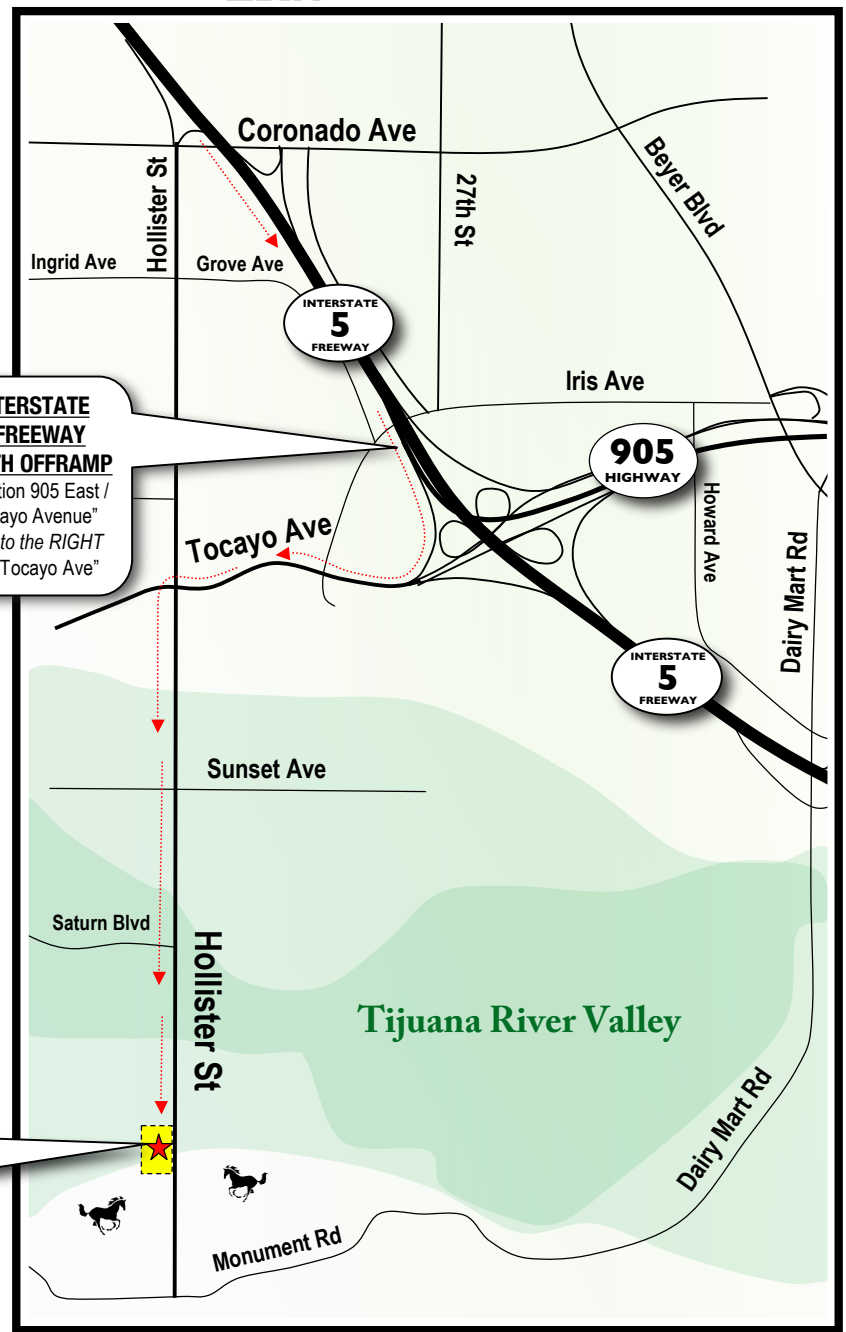 Coronado Ave
Hollister St
27th St
Beyer Blvd
Ingrid Ave
Grove Ave
INTERSTATE
5
FREEWAY
Iris Ave
TERSTATE
FREEWAY
TH OFFRAMP
tion 905 East /
ayo Avenue”
to the RIGHT
Tocayo Ave”
905
HIGHWAY
Howard Ave
Tocayo Ave
Dairy Mart Rd
INTERSTATE
5
FREEWAY
Sunset Ave
Saturn Blvd
Hollister St
Tijuana River Valley
Dairy Mart Rd
Monument Rd